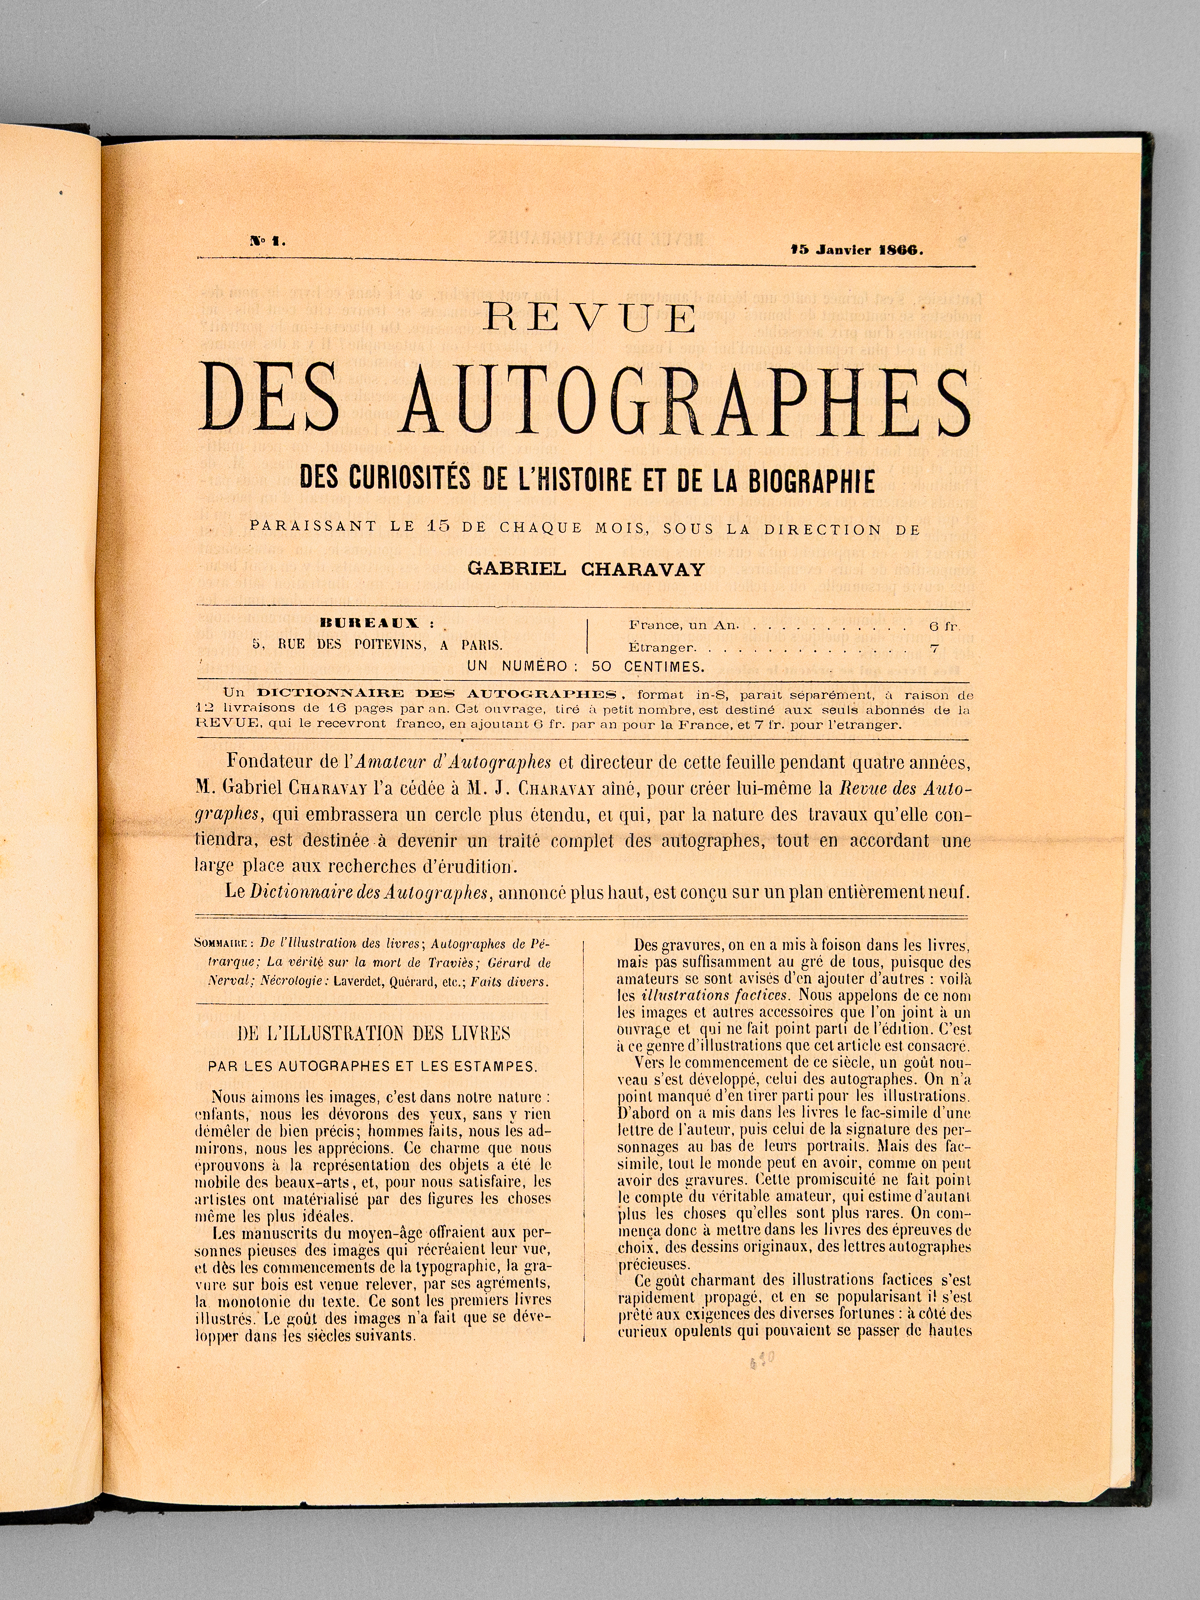 N° 1.
15 Janvier 1866.
REVUE
DES AUTOGRAPHES
DES CURIOSITÉS DE L'HISTOIRE ET DE LA BIOGRAPHIE
PARAISSANT LE 15 DE CHAQUE MOIS, SOUS LA DIRECTION DE
GABRIEL CHARAVAY
BUREAUX :
5, RUE DES POITEVINS, A PARIS.
France, un An. . . . . . . . . . . . 6 fr.
Étranger. . . . . . . . . . . . . . . 7
UN NUMÉRO : 50 CENTIMES.
Un DICTIONNAIRE DES AUTOGRAPHES, format in-8, paraît séparément, à raison de
12 livraisons de 16 pages par an. Cet ouvrage, tiré à petit nombre, est destiné aux seuls abonnés de la
REVUE, qui le recevront franco, en ajoutant 6 fr. par an pour la France, et 7 fr. pour l'etranger.
Fondateur de l'Amateur d'Autographes et directeur de cette feuille pendant quatre années,
M. Gabriel CHARAVAY l'a cédée à M. J. CHARAVAY aîné, pour créer lui-même la Revue des Auto-
graphes, qui embrassera un cercle plus étendu, et qui, par la nature des travaux qu'elle con-
tiendra, est destinée à devenir un traité complet des autographes, tout en accordant une
large place aux recherches d'érudition.
Le Dictionnaire des Autographes, annoncé plus haut, est conçu sur un plan entièrement neuf.
SOMMAIRE : De l'Illustration des livres; Autographes de Pé-
trarque; La vérité sur la mort de Traviès; Gérard de
Nerval; Nécrologie : Laverdet, Quérard, etc.; Faits divers.
DE L'ILLUSTRATION DES LIVRES
PAR LES AUTOGRAPHES ET LES ESTAMPES.
Nous aimons les images, c'est dans notre nature :
enfants, nous les dévorons des yeux, sans y rien
démêler de bien précis; hommes faits, nous les ad-
mirons, nous les apprécions. Ce charme que nous
éprouvons à la représentation des objets a été le
mobile des beaux-arts, et, pour nous satisfaire, les
artistes ont matérialisé par des figures les choses
même les plus idéales.
Les manuscrits du moyen-âge offraient aux per-
sonnes pieuses des images qui récréaient leur vue,
et dès les commencements de la typographie, la gra-
vure sur bois est venue relever, par ses agréments,
la monotonie du texte. Ce sont les premiers livres
illustrés. Le goût des images n'a fait que se déve-
lopper dans les siècles suivants.
Des gravures, on en a mis à foison dans les livres,
mais pas suffisamment au gré de tous, puisque des
amateurs se sont avisés d'en ajouter d'autres : voilà
les illustrations factices. Nous appelons de ce nom
les images et autres accessoires que l'on joint à un
ouvrage et qui ne fait point parti de l'édition. C'est
à ce genre d'illustrations que cet article est consacré.
Vers le commencement de ce siècle, un goût nou-
veau s'est développé, celui des autographes. On n'a
point manqué d'en tirer parti pour les illustrations.
D'abord on a mis dans les livres le fac-simile d'une
lettre de l'auteur, puis celui de la signature des per-
sonnages au bas de leurs portraits. Mais des fac-
simile, tout le monde peut en avoir, comme on peut
avoir des gravures. Cette promiscuité ne fait point
le compte du véritable amateur, qui estime d'autant
plus les choses qu'elles sont plus rares. On com-
mença donc à mettre dans les livres des épreuves de
choix, des dessins originaux, des lettres autographes
précieuses.
Ce goût charmant des illustrations factices s'est
rapidement propagé, et en se popularisant il s'est
prêté aux exigences des diverses fortunes : à côté des
curieux opulents qui pouvaient se passer de hautes